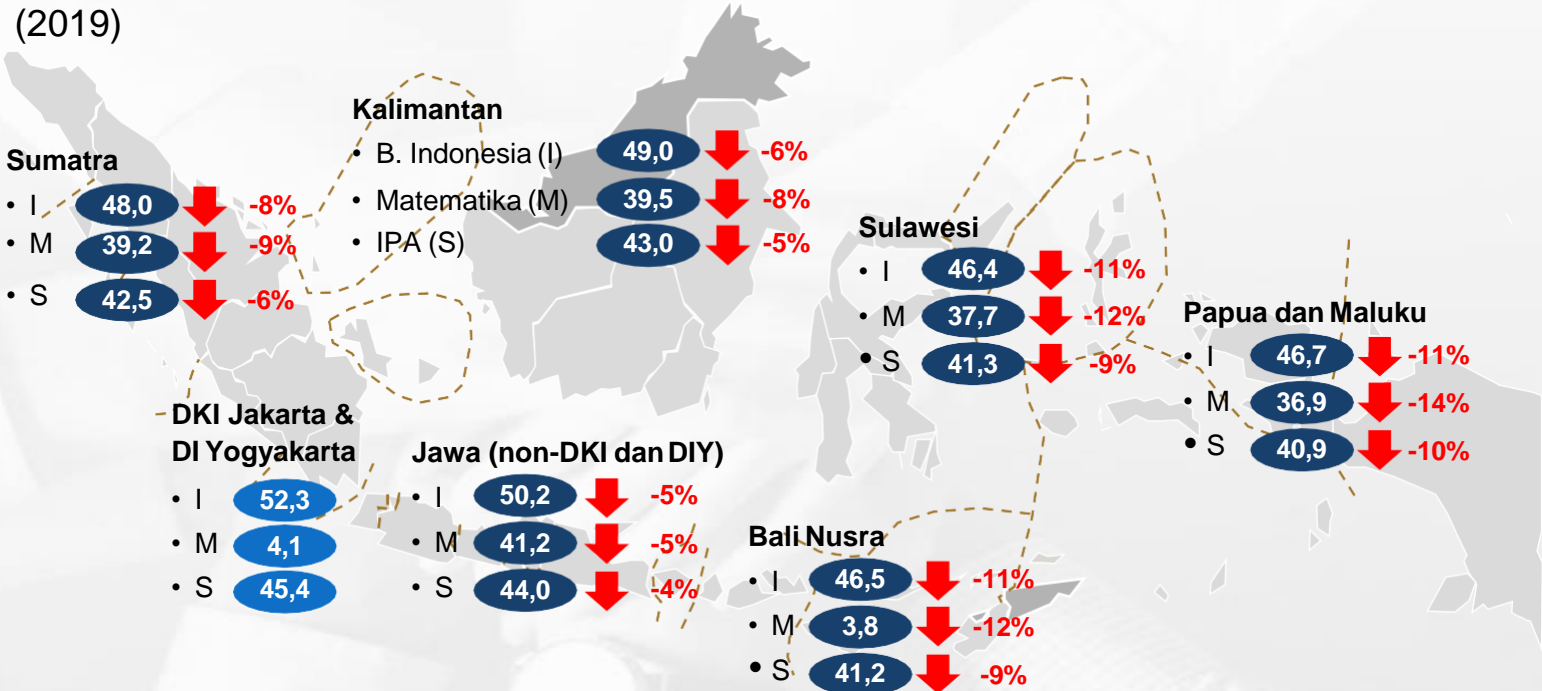 (2019)
Kalimantan
• B. Indonesia (I) 49,0 -6%
• Matematika (M) 39,5 -8%
• IPA (S) 43,0 -5%
Sumatra
• I 48,0 -8%
• M 39,2 -9%
• S 42,5 -6%
Sulawesi
• I 46,4 -11%
• M 37,7 -12%
• S 41,3 -9%
Papua dan Maluku
• I 46,7 -11%
• M 36,9 -14%
• S 40,9 -10%
DKI Jakarta &
DI Yogyakarta
• I 52,3
• M 4,1
• S 45,4
Jawa (non-DKI dan DIY)
• I 50,2 -5%
• M 41,2 -5%
• S 44,0 -4%
Bali Nusra
• I 46,5 -11%
• M 3,8 -12%
• S 41,2 -9%